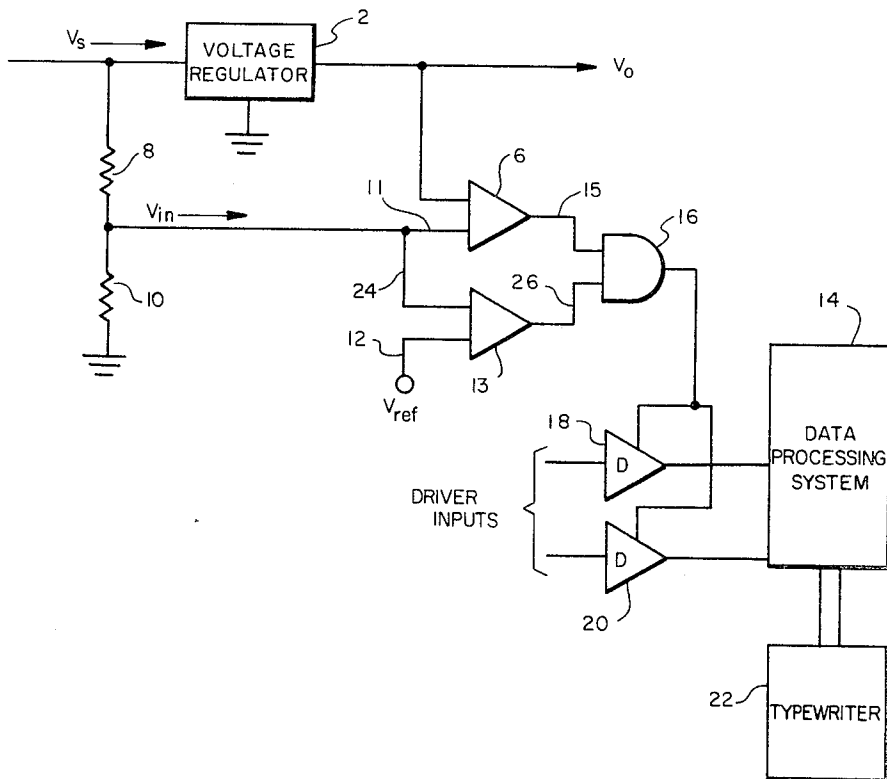 Vs
VOLTAGE
REGULATOR
2
Vo
8
6
11
15
Vin
16
24
26
10
12
13
14
Vref
18
D
DATA
PROCESSING
SYSTEM
DRIVER
INPUTS
D
20
22
TYPEWRITER